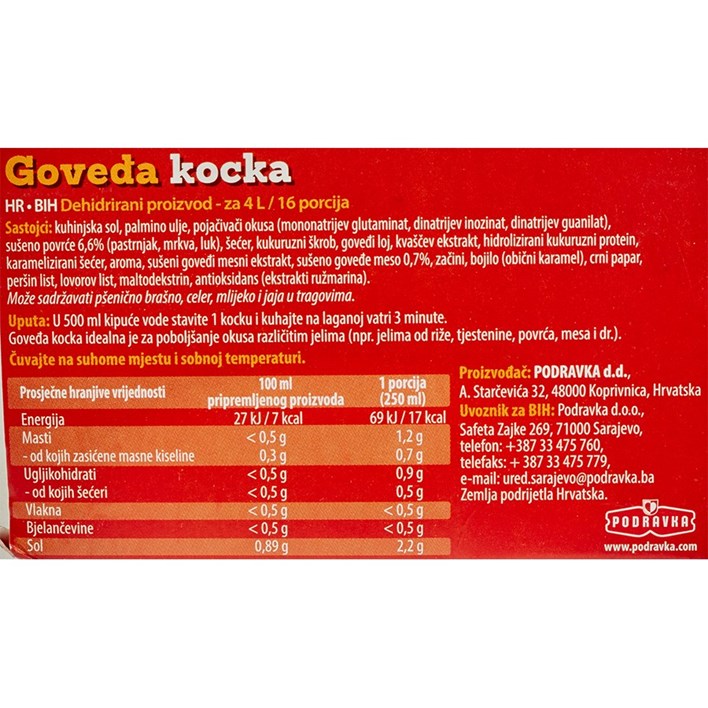 Goveđa kocka
HR • BIH Dehidrirani proizvod - za 4 L / 16 porcija
Sastojci: kuhinjska sol, palmino ulje, pojačivači okusa (mononatrijev glutaminat, dinatrijev inozinat, dinatrijev guanilat),
sušeno povrće 6,6% (pastrnjak, mrkva, luk), šećer, kukuruzni škrob, goveđi loj, kvaščev ekstrakt, hidrolizirani kukuruzni protein,
karamelizirani šećer, aroma, sušeni goveđi mesni ekstrakt, sušeno goveđe meso 0,7%, začini, bojilo (obični karamel), crni papar,
peršin list, lovorov list, maltodekstrin, antioksidans (ekstrakti ružmarina).
Može sadržavati pšenično brašno, celer, mlijeko i jaja u tragovima.
Uputa: U 500 ml kipuće vode stavite 1 kocku i kuhajte na laganoj vatri 3 minute.
Goveđa kocka idealna je za poboljšanje okusa različitim jelima (npr. jelima od riže, tjestenine, povrća, mesa i dr.).
Čuvajte na suhome mjestu i sobnoj temperaturi.
Prosječne hranjive vrijednosti 100 ml pripremljenog proizvoda 1 porcija (250 ml)
Energija 27 kJ / 7 kcal 69 kJ / 17 kcal
Masti < 0,5 g 1,2 g
- od kojih zasićene masne kiseline 0,3 g 0,7 g
Ugljikohidrati < 0,5 g 0,9 g
- od kojih šećeri < 0,5 g 0,5 g
Vlakna < 0,5 g < 0,5 g
Bjelančevine < 0,5 g < 0,5 g
Sol 0,89 g 2,2 g
Proizvođač: PODRAVKA d.d.,
A. Starčevića 32, 48000 Koprivnica, Hrvatska
Uvoznik za BIH: Podravka d.o.o.,
Safeta Zajke 269, 71000 Sarajevo,
telefon: +387 33 475 760,
telefaks: + 387 33 475 779,
e-mail: ured.sarajevo@podravka.ba
Zemlja podrijetla Hrvatska.
PODRAVKA
www.podravka.com